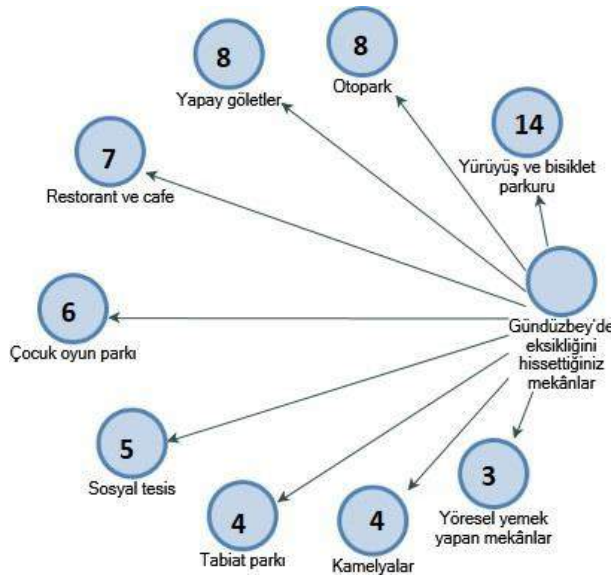 8
Yapay göletler
8
Otopark
14
Yürüyüş ve bisiklet
parkuru
7
Restorant ve cafe
6
Çocuk oyun parkı
Gündüzbey'de
eksikliğini
hissettiğiniz
mekânlar
5
Sosyal tesis
4
Tabiat parkı
4
Kamelyalar
3
Yöresel yemek
yapan mekânlar